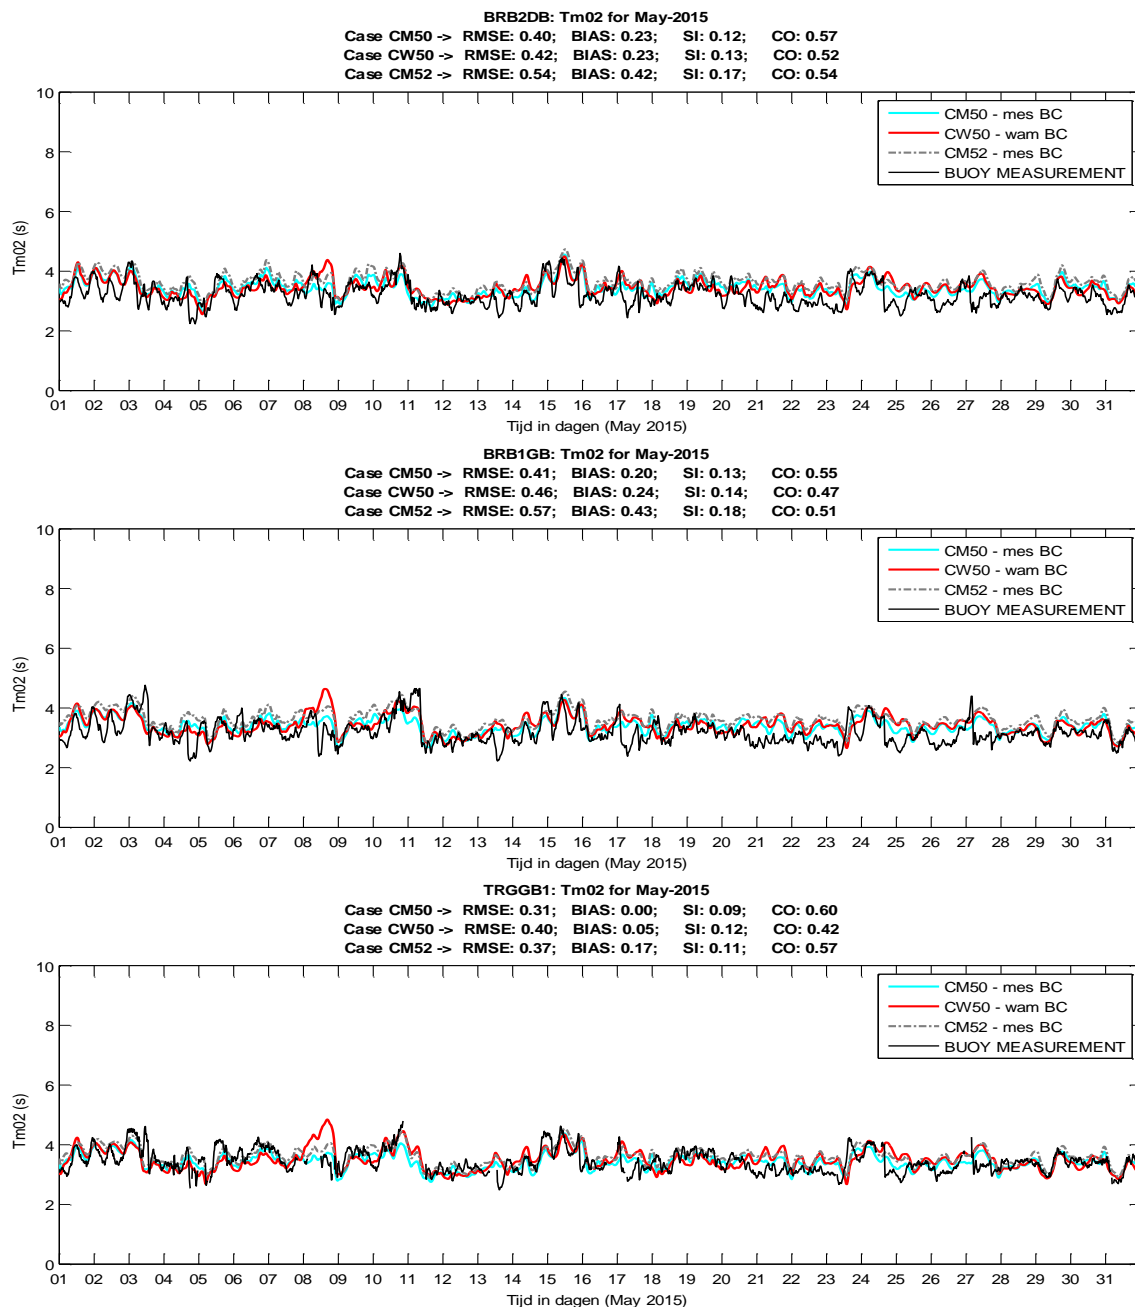 BRB2DB: Tm02 for May-2015
Case CM50 -> RMSE: 0.40; BIAS: 0.23; SI: 0.12; CO: 0.57
Case CW50 -> RMSE: 0.42; BIAS: 0.23; SI: 0.13; CO: 0.52
Case CM52 -> RMSE: 0.54; BIAS: 0.42; SI: 0.17; CO: 0.54
10
8
6
4
2
0
Tm02 (s)
CM50 - mes BC
CW50 - wam BC
CM52 - mes BC
BUOY MEASUREMENT
01 02 03 04 05 06 07 08 09 10 11 12 13 14 15 16 17 18 19 20 21 22 23 24 25 26 27 28 29 30 31
Tijd in dagen (May 2015)
BRB1GB: Tm02 for May-2015
Case CM50 -> RMSE: 0.41; BIAS: 0.20; SI: 0.13; CO: 0.55
Case CW50 -> RMSE: 0.46; BIAS: 0.24; SI: 0.14; CO: 0.47
Case CM52 -> RMSE: 0.57; BIAS: 0.43; SI: 0.18; CO: 0.51
10
8
6
4
2
0
Tm02 (s)
CM50 - mes BC
CW50 - wam BC
CM52 - mes BC
BUOY MEASUREMENT
01 02 03 04 05 06 07 08 09 10 11 12 13 14 15 16 17 18 19 20 21 22 23 24 25 26 27 28 29 30 31
Tijd in dagen (May 2015)
TRGGB1: Tm02 for May-2015
Case CM50 -> RMSE: 0.31; BIAS: 0.00; SI: 0.09; CO: 0.60
Case CW50 -> RMSE: 0.40; BIAS: 0.05; SI: 0.12; CO: 0.42
Case CM52 -> RMSE: 0.37; BIAS: 0.17; SI: 0.11; CO: 0.57
10
8
6
4
2
0
Tm02 (s)
CM50 - mes BC
CW50 - wam BC
CM52 - mes BC
BUOY MEASUREMENT
01 02 03 04 05 06 07 08 09 10 11 12 13 14 15 16 17 18 19 20 21 22 23 24 25 26 27 28 29 30 31
Tijd in dagen (May 2015)